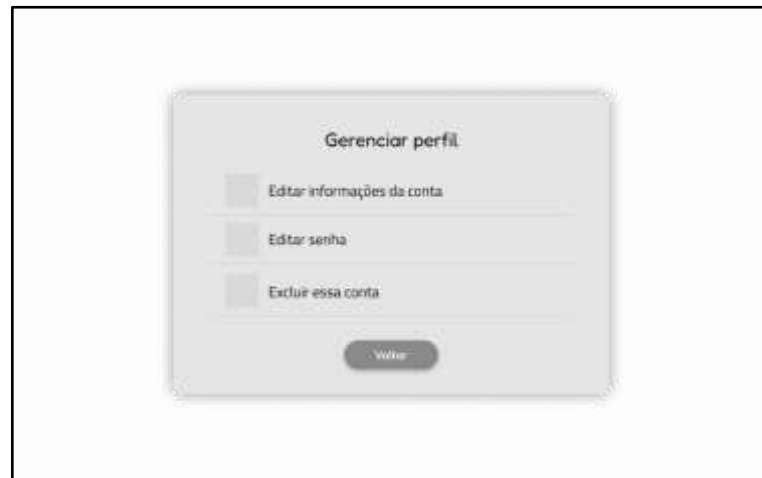 Gerenciar perfil
Editar informações da conta
Editar senha
Excluir essa conta
Voltar